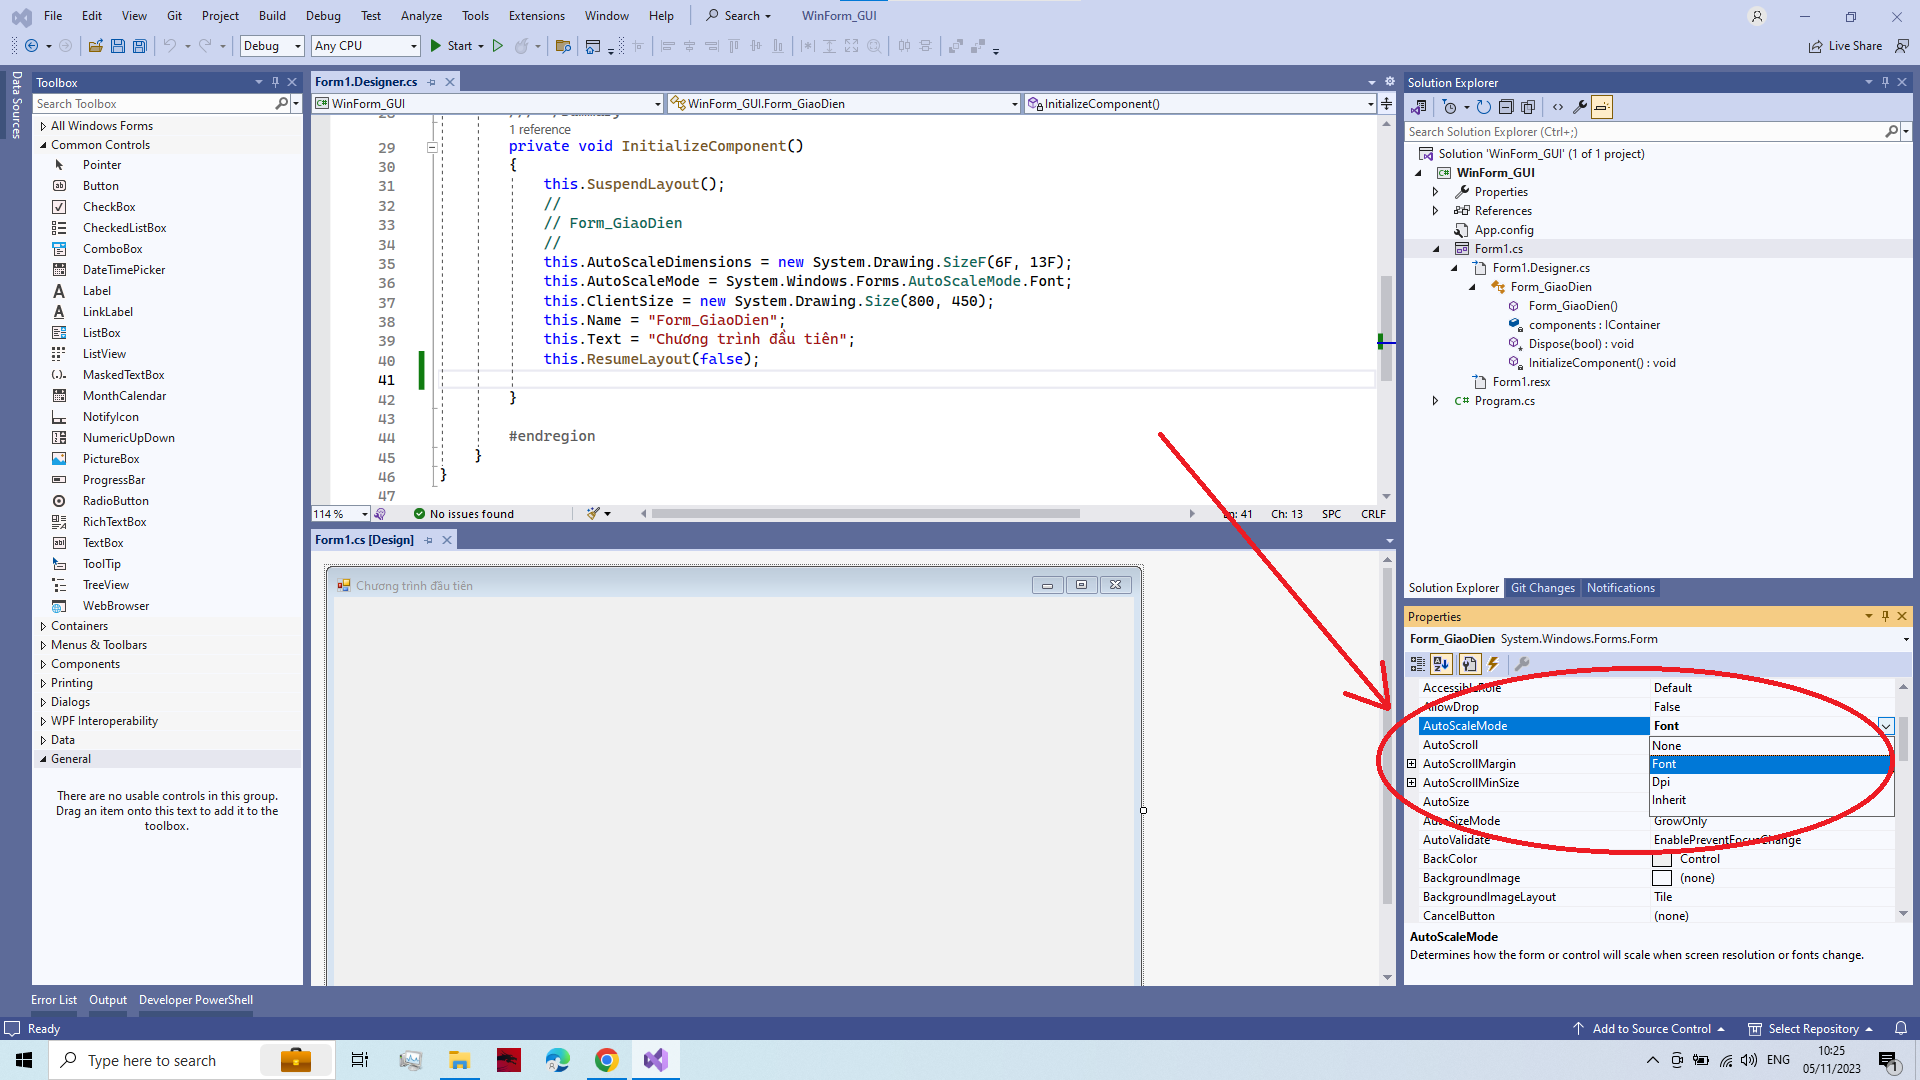 File Edit View Git Project Build Debug Test Analyze Tools Extensions Window Help Search WinForm_GUI
Debug Any CPU Start Live Share
Data Sources
Toolbox
Search Toolbox
All Windows Forms
Common Controls
Pointer
Button
CheckBox
CheckedListBox
ComboBox
DateTimePicker
Label
LinkLabel
ListBox
ListView
MaskedTextBox
MonthCalendar
NotifyIcon
NumericUpDown
PictureBox
ProgressBar
RadioButton
RichTextBox
TextBox
ToolTip
TreeView
WebBrowser
Containers
Menus & Toolbars
Components
Printing
Dialogs
WPF Interoperability
Data
General
There are no usable controls in this group.
Drag an item onto this text to add it to the
toolbox.
Form1.Designer.cs
WinForm_GUI WinForm_GUI.Form_GiaoDien InitializeComponent()
1 reference
29 private void InitializeComponent()
30 {
31 this.SuspendLayout();
32 //
33 // Form_GiaoDien
34 //
35 this.AutoScaleDimensions = new System.Drawing.SizeF(6F, 13F);
36 this.AutoScaleMode = System.Windows.Forms.AutoScaleMode.Font;
37 this.ClientSize = new System.Drawing.Size(800, 450);
38 this.Name = "Form_GiaoDien";
39 this.Text = "Chương trình đầu tiên";
40 this.ResumeLayout(false);
41
42 }
43
44 #endregion
45 }
46 }
47
114 % No issues found Ln: 41 Ch: 13 SPC CRLF
Form1.cs [Design]
Chương trình đầu tiên
Solution Explorer
Search Solution Explorer (Ctrl+;)
Solution 'WinForm_GUI' (1 of 1 project)
WinForm_GUI
Properties
References
App.config
Form1.cs
Form1.Designer.cs
Form_GiaoDien
Form_GiaoDien()
components : IContainer
Dispose(bool) : void
InitializeComponent() : void
Form1.resx
Program.cs
Solution Explorer Git Changes Notifications
Properties
Form_GiaoDien System.Windows.Forms.Form
AccessibleRole Default
AllowDrop False
AutoScaleMode Font
AutoScroll None
AutoScrollMargin Font
AutoScrollMinSize Dpi
AutoSize Inherit
AutoSizeMode GrowOnly
AutoValidate EnablePreventFocusChange
BackColor Control
BackgroundImage (none)
BackgroundImageLayout Tile
CancelButton (none)
AutoScaleMode
Determines how the form or control will scale when screen resolution or fonts change.
Error List Output Developer PowerShell
Ready Add to Source Control Select Repository
Type here to search
ENG
10:25
05/11/2023
1